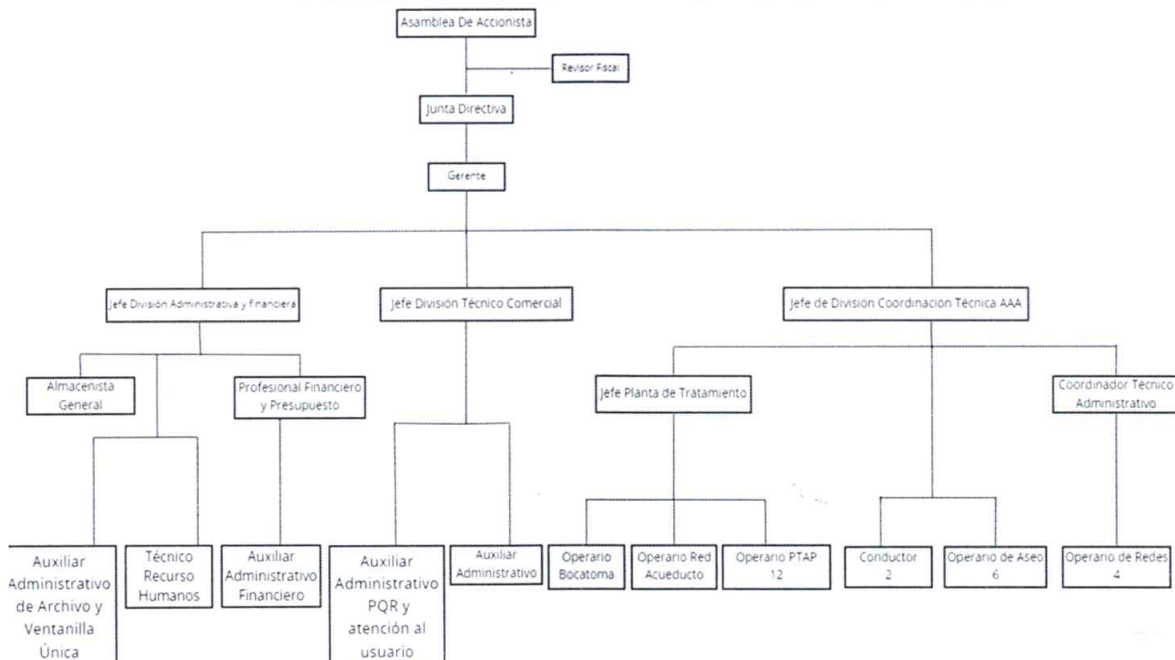 Asamblea De Accionista
Revisor Fiscal
Junta Directiva
Gerente
Jefe División Administrativa y financiera
Jefe División Técnico Comercial
Jefe de Division Coordinacion Técnica AAA
Almacenista
General
Profesional Financiero
y Presupuesto
Jefe Planta de Tratamiento
Coordinador Técnico
Administrativo
Auxiliar
Administrativo
de Archivo y
Ventanilla
Única
Técnico
Recurso
Humanos
Auxiliar
Administrativo
Financiero
Auxiliar
Administrativo
PQR y
atención al
usuario
Auxiliar
Administrativo
Operario
Bocatoma
Operario Red
Acueducto
Operario PTAP
12
Conductor
2
Operario de Aseo
6
Operario de Redes
4